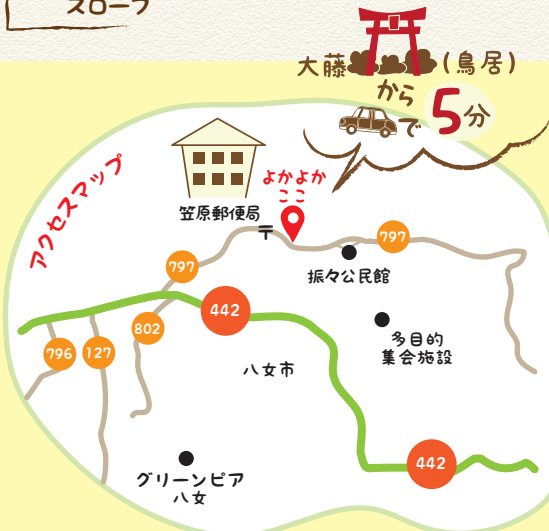 スロープ
大藤(鳥居)
から
で5分
アクセスマップ
よかよか
ここ
笠原郵便局
〒
797
797
振々公民館
442
802
796
127
多目的
集会施設
八女市
442
グリーンピア
八女